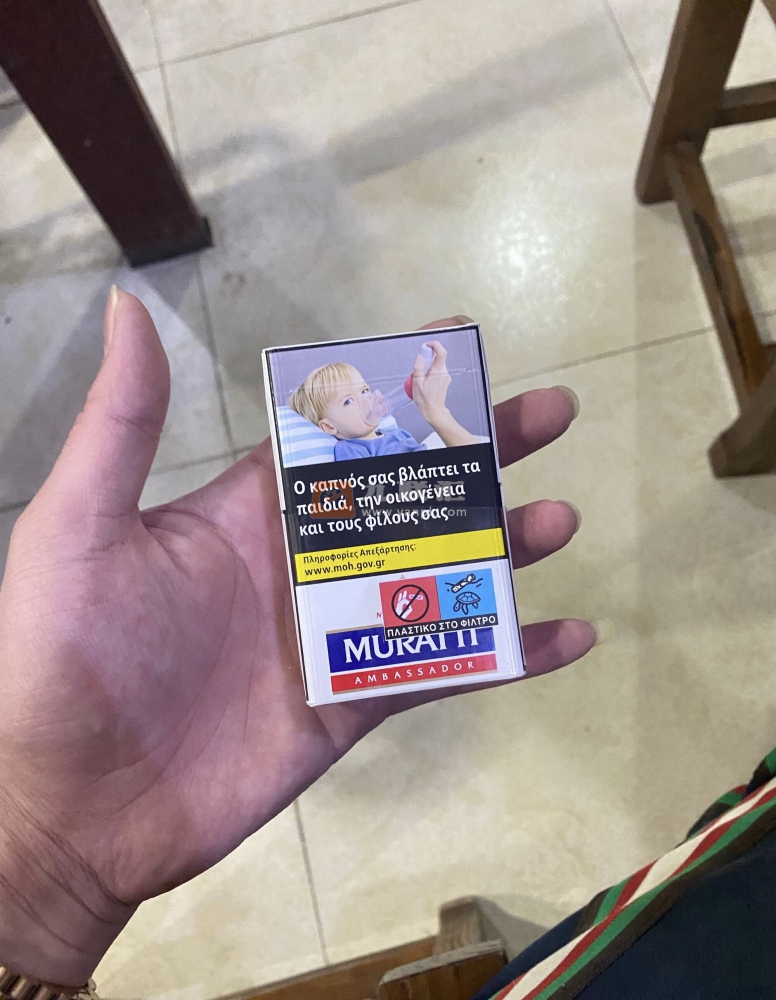 Ο καπνός σας βλάπτει τα
παιδιά, την οικογένεια
και τους φίλους σας
Πληροφορίες Απεξάρτησης:
www.moh.gov.gr
ΠΛΑΣΤΙΚΟ ΣΤΟ ΦΙΛΤΡΟ
MURATTI
AMBASSADOR